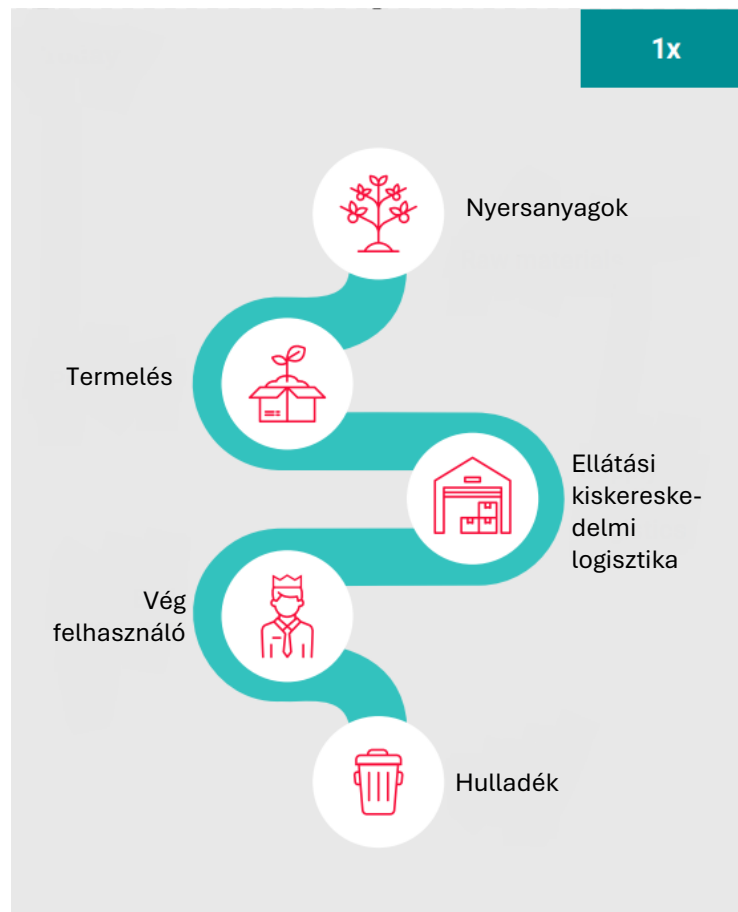 1x
Nyersanyagok
Termelés
Ellátási
kiskereske-
delmi
logisztika
Vég
felhasználó
Hulladék